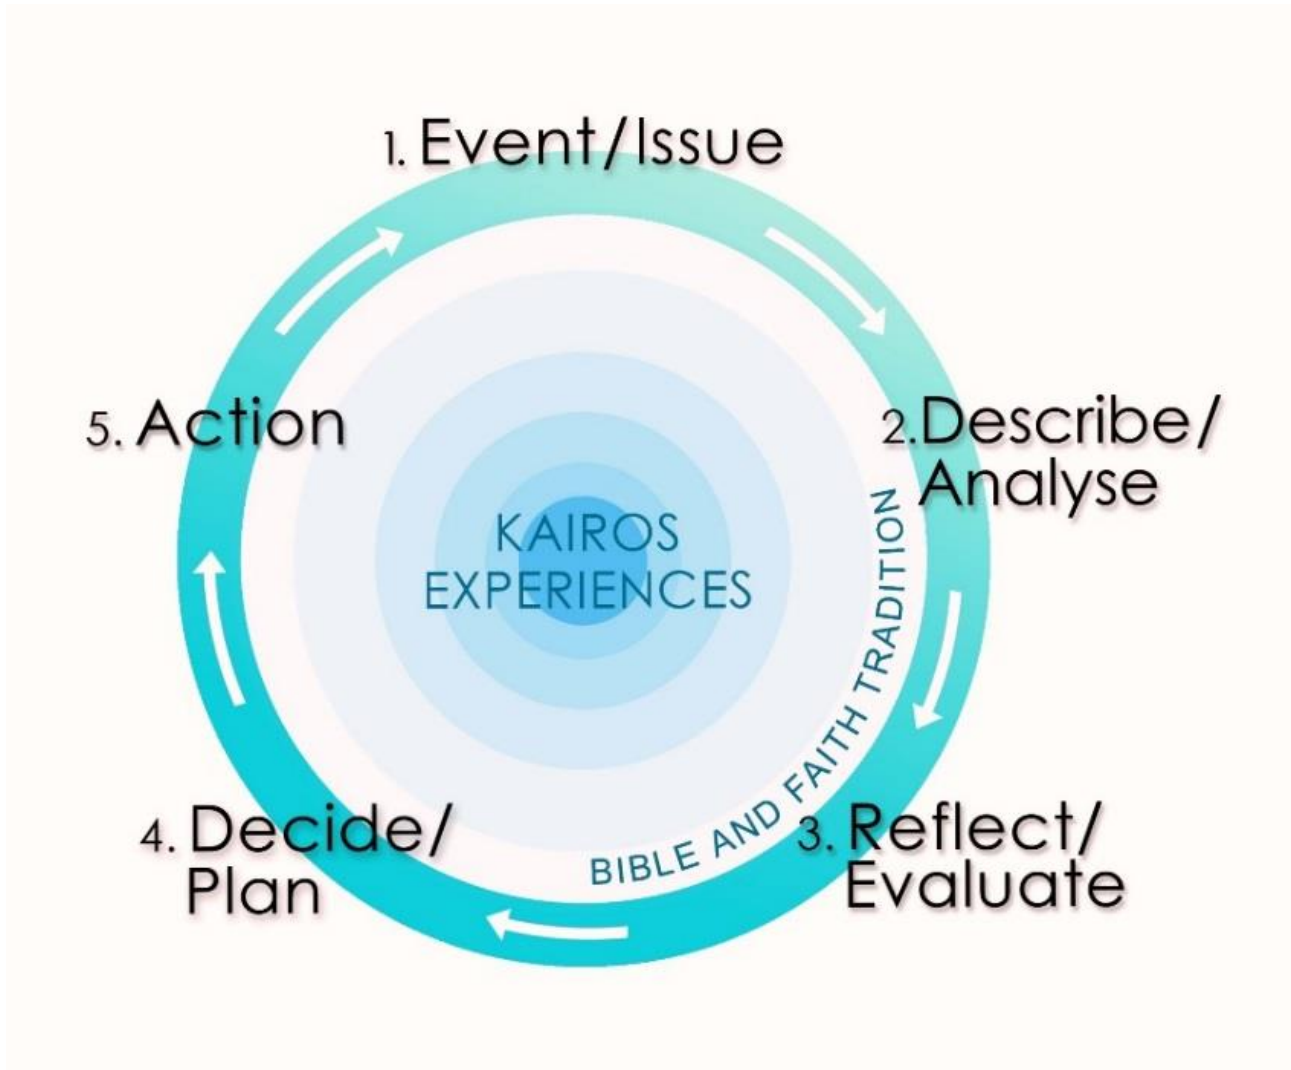 1. Event/Issue
2.Describe/
Analyse
3. Reflect/
Evaluate
4. Decide/
Plan
5. Action
KAIROS
EXPERIENCES
BIBLE AND FAITH TRADITION